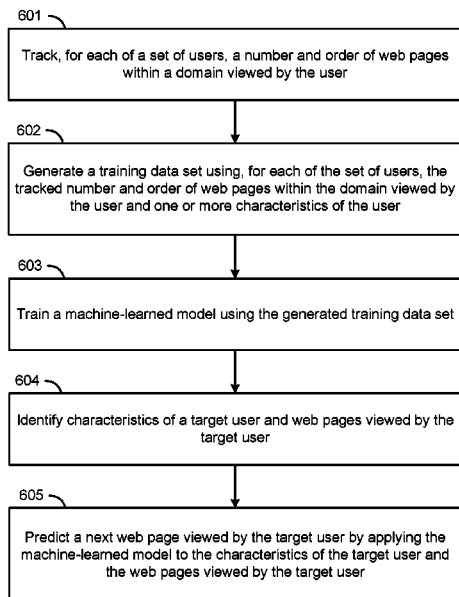 601
Track, for each of a set of users, a number and order of web pages
within a domain viewed by the user
602
Generate a training data set using, for each of the set of users, the
tracked number and order of web pages within the domain viewed by
the user and one or more characteristics of the user
603
Train a machine-learned model using the generated training data set
604
Identify characteristics of a target user and web pages viewed by the
target user
605
Predict a next web page viewed by the target user by applying the
machine-learned model to the characteristics of the target user and
the web pages viewed by the target user